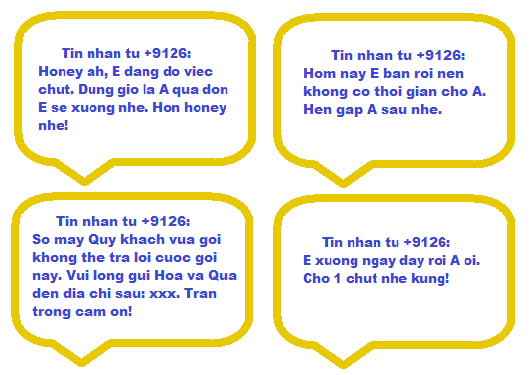 Tin nhan tu +9126:
Honey ah, E dang do viec
chut. Dung gio la A qua don
E se xuong nhe. Hon honey
nhe!
Tin nhan tu +9126:
Hom nay E ban roi nen
khong co thoi gian cho A.
Hen gap A sau nhe.
Tin nhan tu +9126:
So may Quy khach vua goi
khong the tra loi cuoc goi
nay. Vui long gui Hoa va Qua
den dia chi sau: xxx. Tran
trong cam on!
Tin nhan tu +9126:
E xuong ngay day roi A oi.
Cho 1 chut nhe kung!